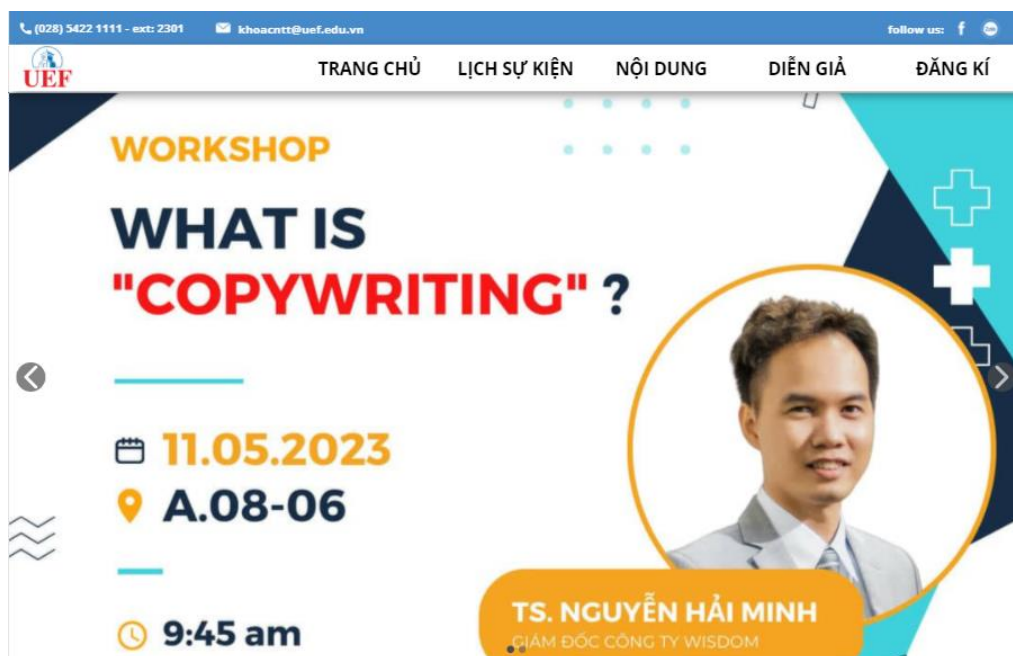 (028) 5422 1111 - ext: 2301 khoacntt@uef.edu.vn follow us: f Zalo
UEF TRANG CHỦ LỊCH SỰ KIỆN NỘI DUNG DIỄN GIẢ ĐĂNG KÍ
WORKSHOP
WHAT IS
"COPYWRITING" ?
11.05.2023
A.08-06
9:45 am
TS. NGUYỄN HẢI MINH
GIÁM ĐỐC CÔNG TY WISDOM